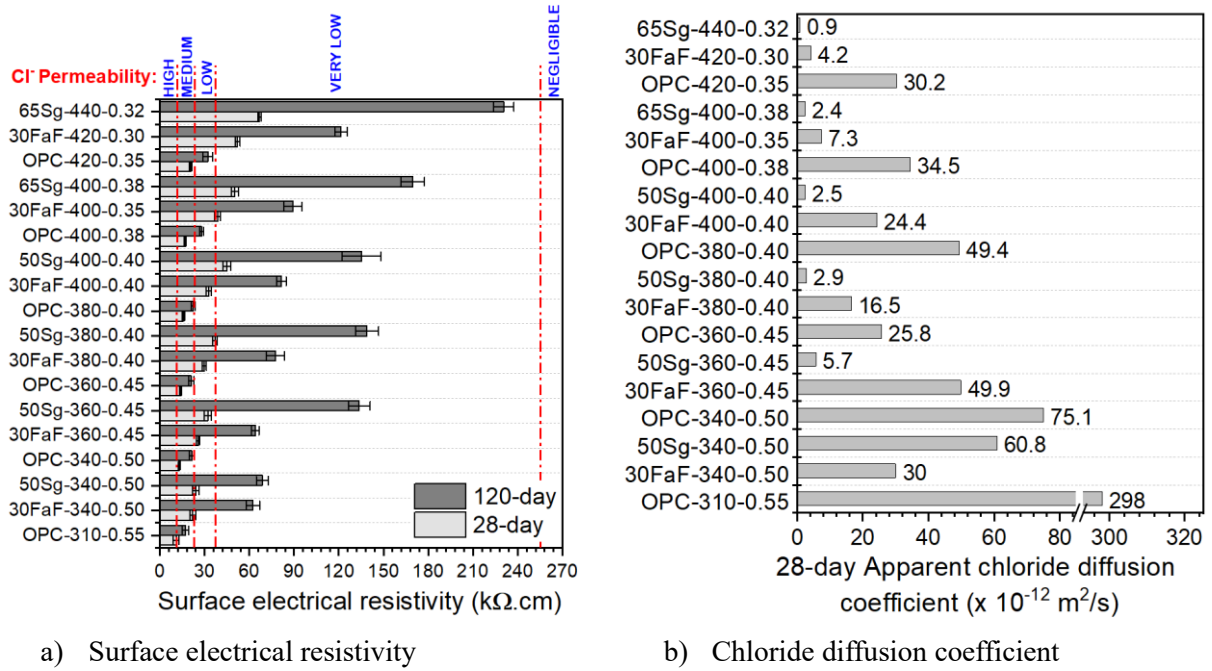 Cl⁻ Permeability:
HIGH
MEDIUM
LOW
VERY LOW
NEGLIGIBLE
65Sg-440-0.32
30FaF-420-0.30
OPC-420-0.35
65Sg-400-0.38
30FaF-400-0.35
OPC-400-0.38
50Sg-400-0.40
30FaF-400-0.40
OPC-380-0.40
50Sg-380-0.40
30FaF-380-0.40
OPC-360-0.45
50Sg-360-0.45
30FaF-360-0.45
OPC-340-0.50
50Sg-340-0.50
30FaF-340-0.50
OPC-310-0.55
120-day
28-day
0 30 60 90 120 150 180 210 240 270
Surface electrical resistivity (kΩ.cm)
a) Surface electrical resistivity
65Sg-440-0.32 0.9
30FaF-420-0.30 4.2
OPC-420-0.35 30.2
65Sg-400-0.38 2.4
30FaF-400-0.35 7.3
OPC-400-0.38 34.5
50Sg-400-0.40 2.5
30FaF-400-0.40 24.4
OPC-380-0.40 49.4
50Sg-380-0.40 2.9
30FaF-380-0.40 16.5
OPC-360-0.45 25.8
50Sg-360-0.45 5.7
30FaF-360-0.45 49.9
OPC-340-0.50 75.1
50Sg-340-0.50 60.8
30FaF-340-0.50 30
OPC-310-0.55 298
0 20 40 60 80 300 320
28-day Apparent chloride diffusion
coefficient (x 10⁻¹² m²/s)
b) Chloride diffusion coefficient